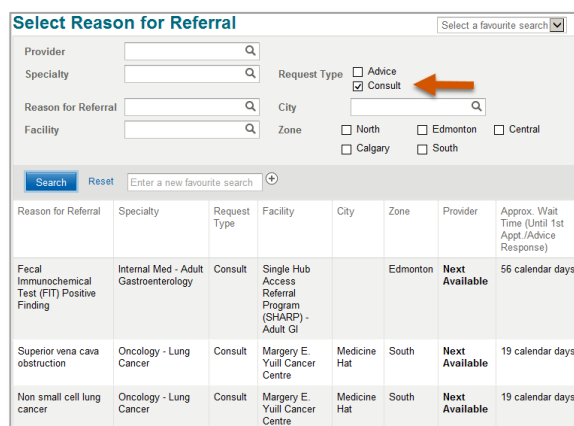 Select Reason for Referral
Select a favourite search
Provider
Specialty
Request Type
Advice
Consult
Reason for Referral
City
Facility
Zone
North
Edmonton
Central
Calgary
South
Search
Reset
Enter a new favourite search
Reason for Referral Specialty Request Facility City Zone Provider Approx. Wait
Type Time (Until 1st
Appt./Advice
Response)
Fecal Internal Med - Adult Consult Single Hub Edmonton Next 56 calendar days
Immunochemical Gastroenterology Access Available
Test (FIT) Positive Referral
Finding Program
(SHARP) -
Adult GI
Superior vena cava Oncology - Lung Consult Margery E. Medicine South Next 19 calendar days
obstruction Cancer Yuill Cancer Hat Available
Centre
Non small cell lung Oncology - Lung Consult Margery E. Medicine South Next 19 calendar days
cancer Cancer Yuill Cancer Hat Available
Centre